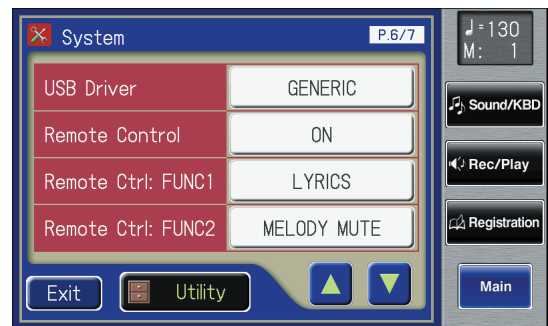 System P.6/7
USB Driver GENERIC
Remote Control ON
Remote Ctrl: FUNC1 LYRICS
Remote Ctrl: FUNC2 MELODY MUTE
Exit Utility
♩=130
M: 1
Sound/KBD
Rec/Play
Registration
Main